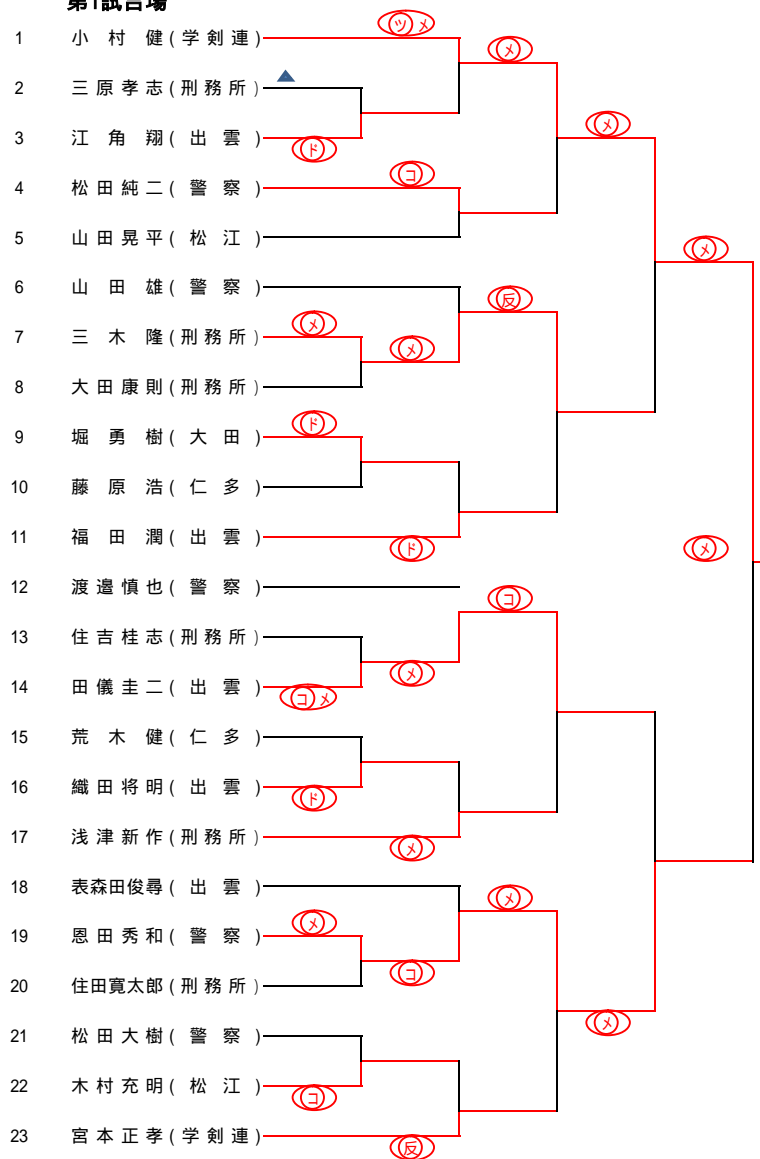 第1試合場
ツメ
1 小村健(学剣連)
メ
2 三原孝志(刑務所)
メ
3 江角翔(出雲)
ド
コ
4 松田純二(警察)
5 山田晃平(松江)
メ
6 山田雄(警察)
反
メ
7 三木隆(刑務所)
メ
8 大田康則(刑務所)
ド
9 堀勇樹(大田)
10 藤原浩(仁多)
11 福田潤(出雲)
ド
メ
12 渡邉慎也(警察)
コ
13 住吉桂志(刑務所)
メ
14 田儀圭二(出雲)
コメ
15 荒木健(仁多)
16 織田将明(出雲)
ド
17 浅津新作(刑務所)
メ
18 表森田俊尋(出雲)
メ
メ
19 恩田秀和(警察)
コ
20 住田寛太郎(刑務所)
メ
21 松田大樹(警察)
22 木村充明(松江)
コ
23 宮本正孝(学剣連)
反